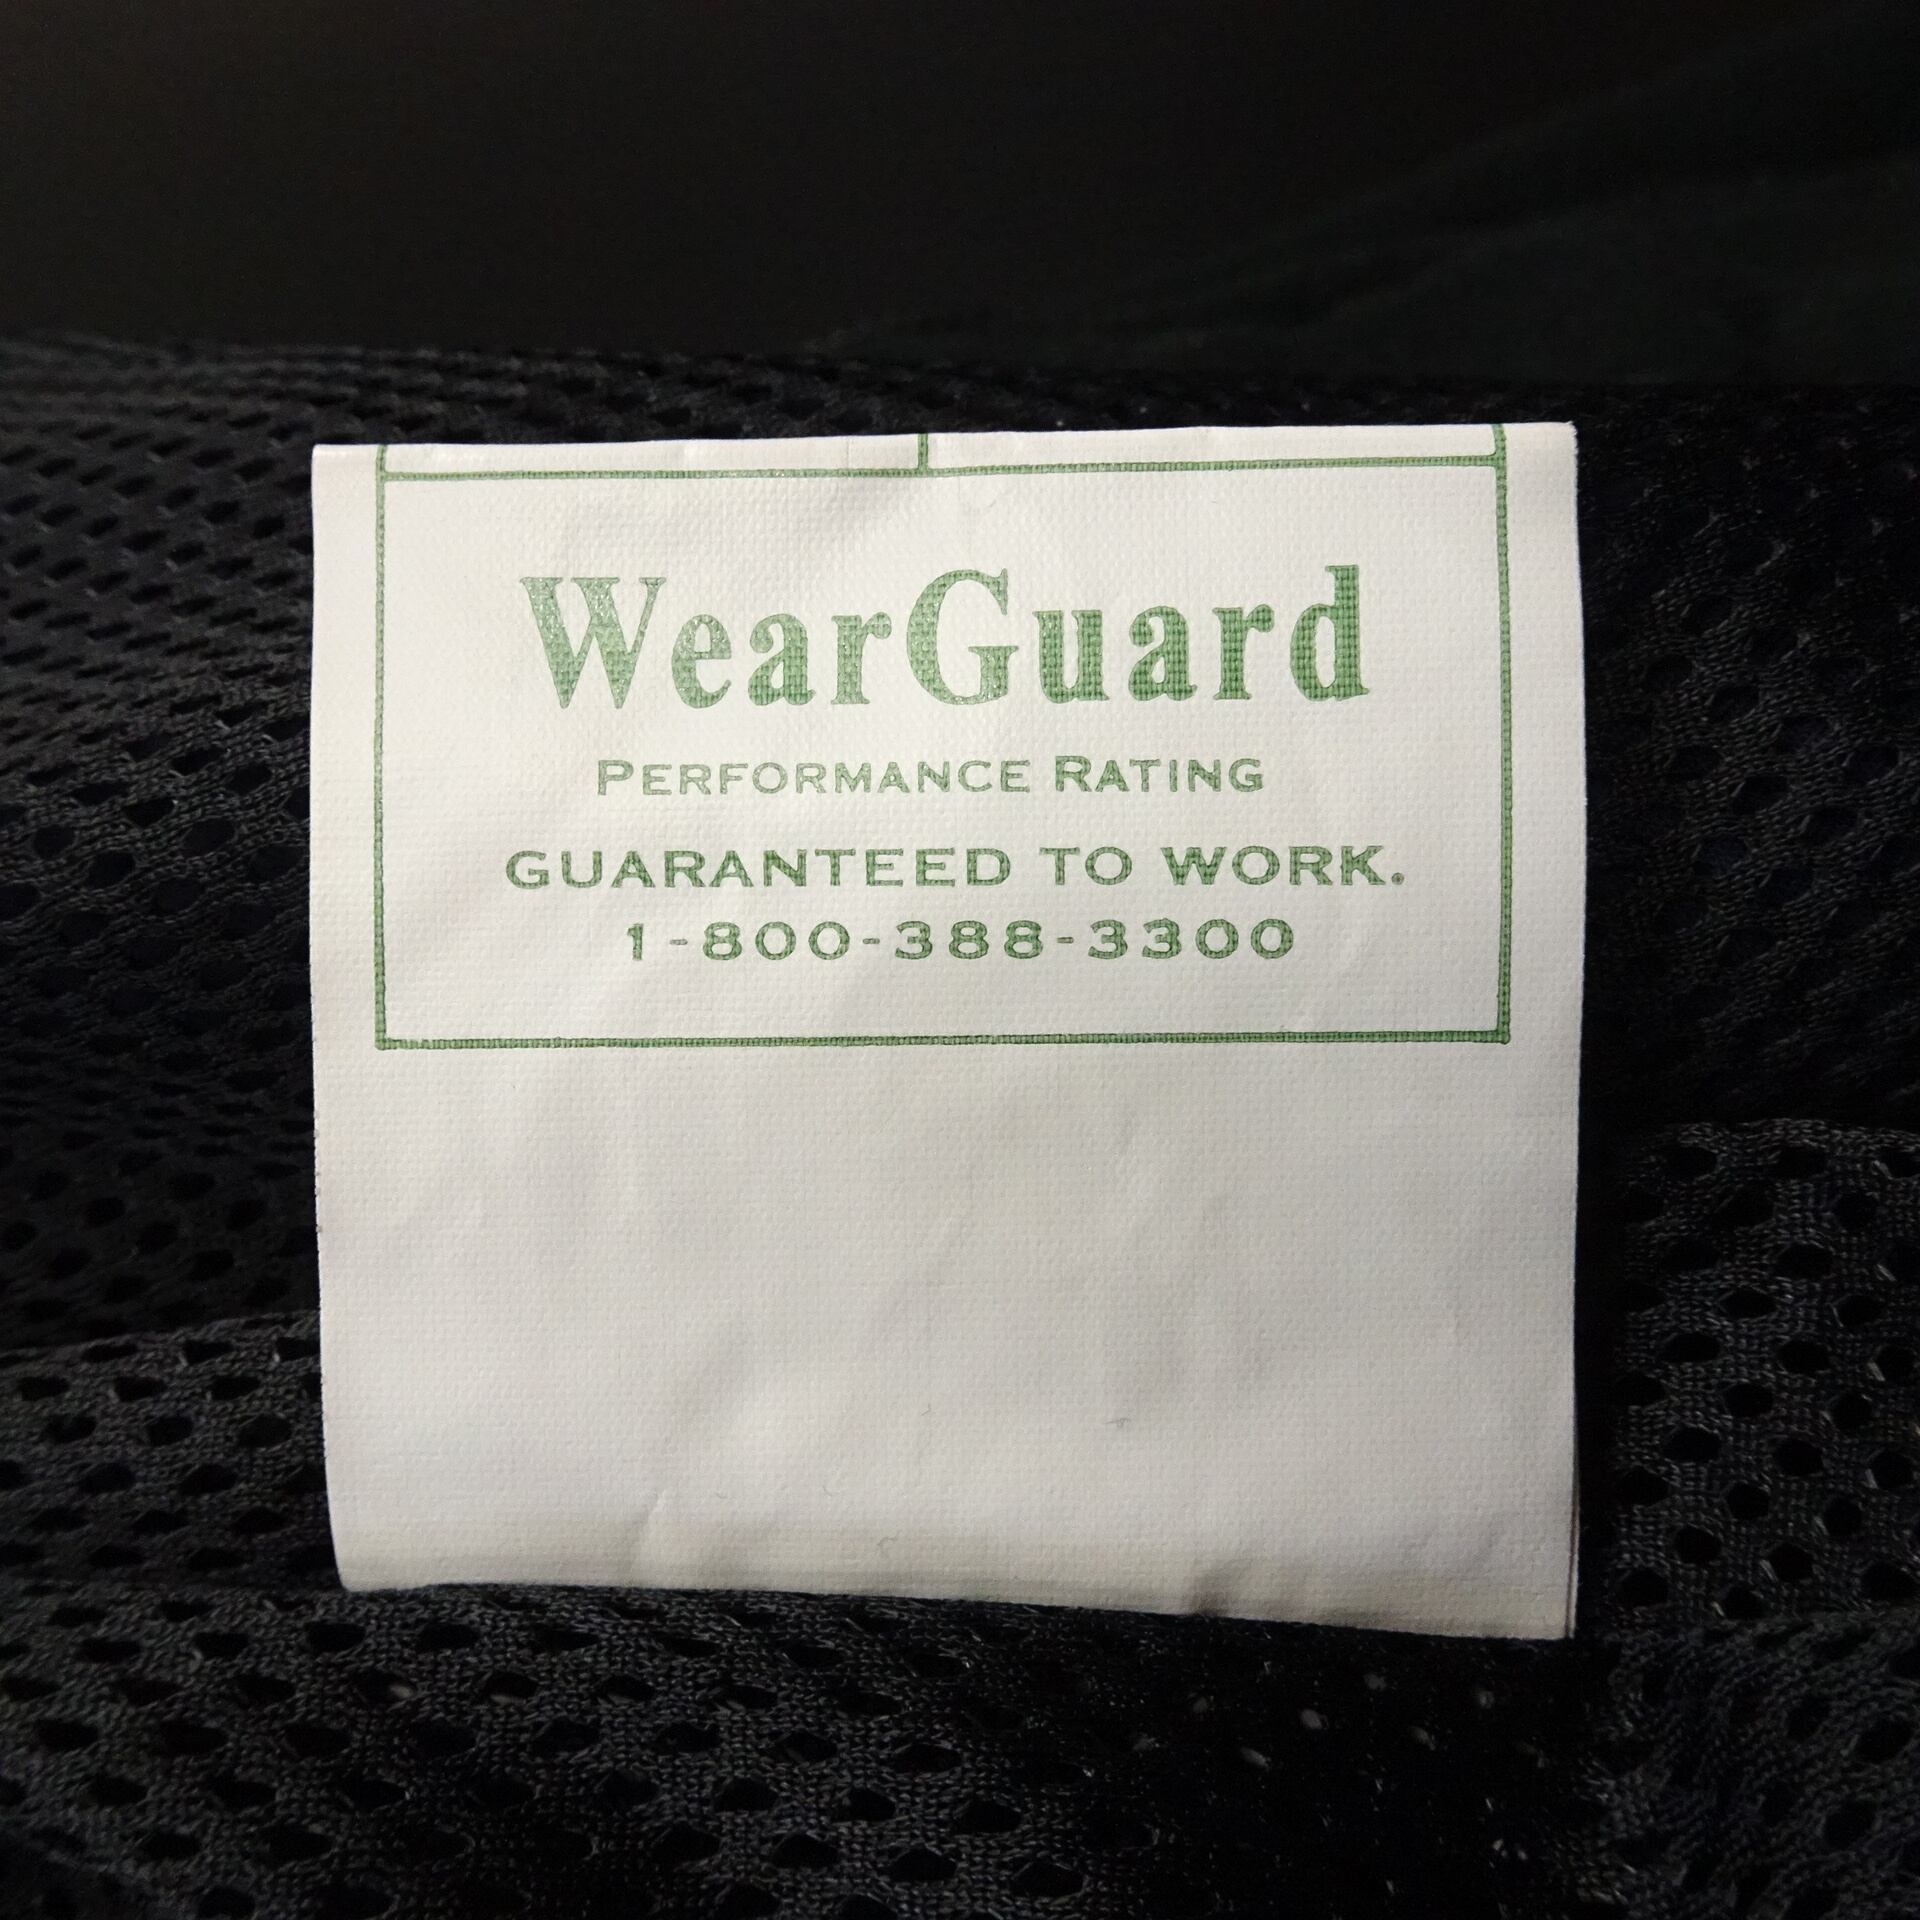 WearGuard
PERFORMANCE RATING
GUARANTEED TO WORK.
1-800-388-3300